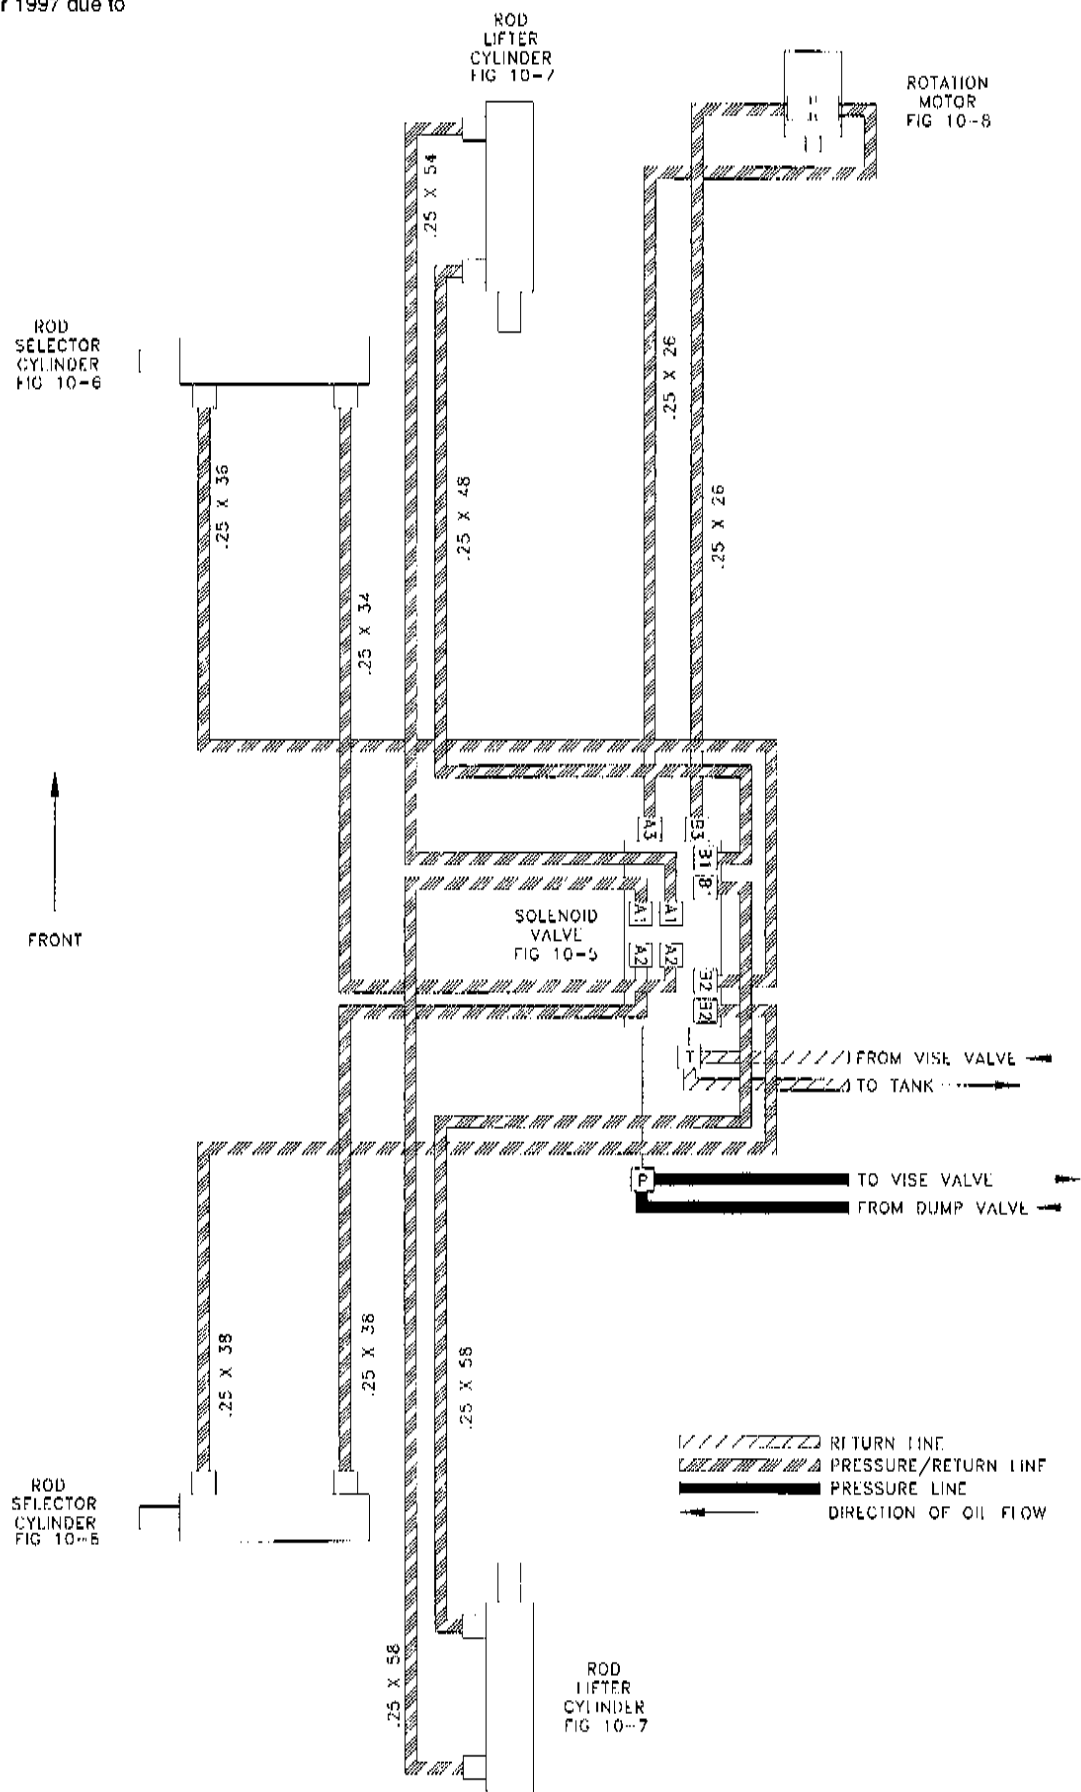 r 1997 due to
ROD
LIFTER
CYLINDER
FIG 10-7
ROTATION
MOTOR
FIG 10-8
.25 X 54
ROD
SELECTOR
CYLINDER
FIG 10-6
.25 X 26
.25 X 36
.25 X 48
.25 X 26
.25 X 34
A3
B3
B1
B1
FRONT
SOLENOID
VALVE
FIG 10-5
A1
A1
A2
A2
B2
B2
T
FROM VISE VALVE
TO TANK
P
TO VISE VALVE
FROM DUMP VALVE
.25 X 38
.25 X 38
.25 X 58
RETURN LINE
PRESSURE/RETURN LINE
PRESSURE LINE
DIRECTION OF OIL FLOW
ROD
SELECTOR
CYLINDER
FIG 10-6
.25 X 58
ROD
LIFTER
CYLINDER
FIG 10-7